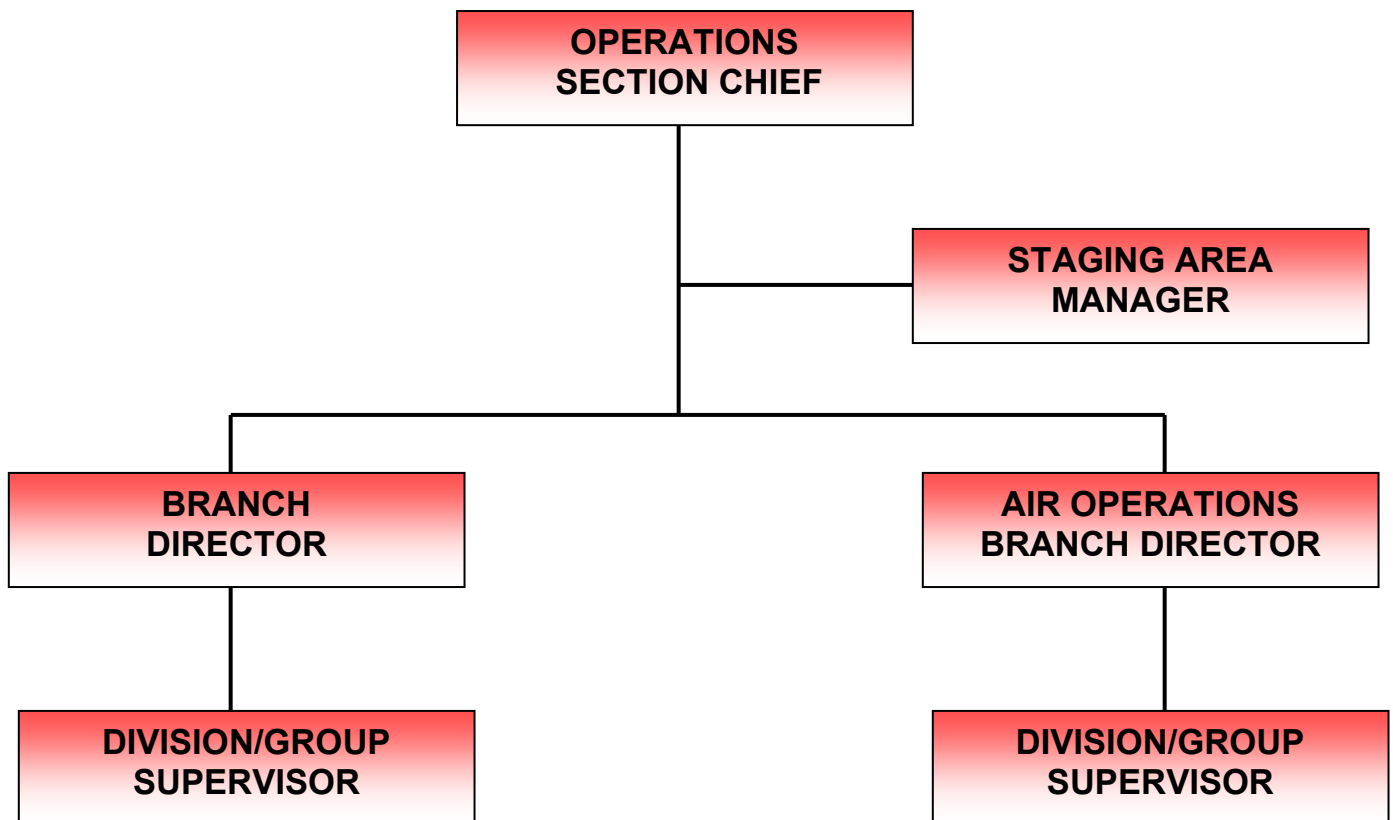 OPERATIONS
SECTION CHIEF
STAGING AREA
MANAGER
BRANCH
DIRECTOR
AIR OPERATIONS
BRANCH DIRECTOR
DIVISION/GROUP
SUPERVISOR
DIVISION/GROUP
SUPERVISOR